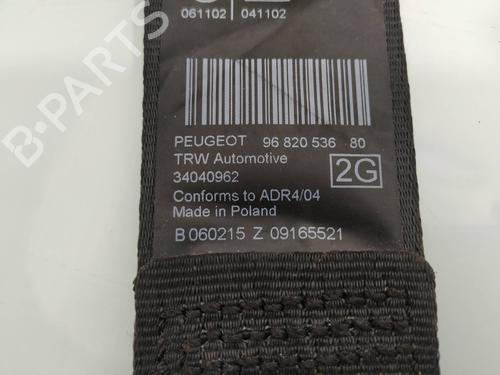 061102 041102
PEUGEOT 96 820 536 80
TRW Automotive
34040962
2G
Conforms to ADR4/04
Made in Poland
B 060215 Z 09165521
B-PARTS